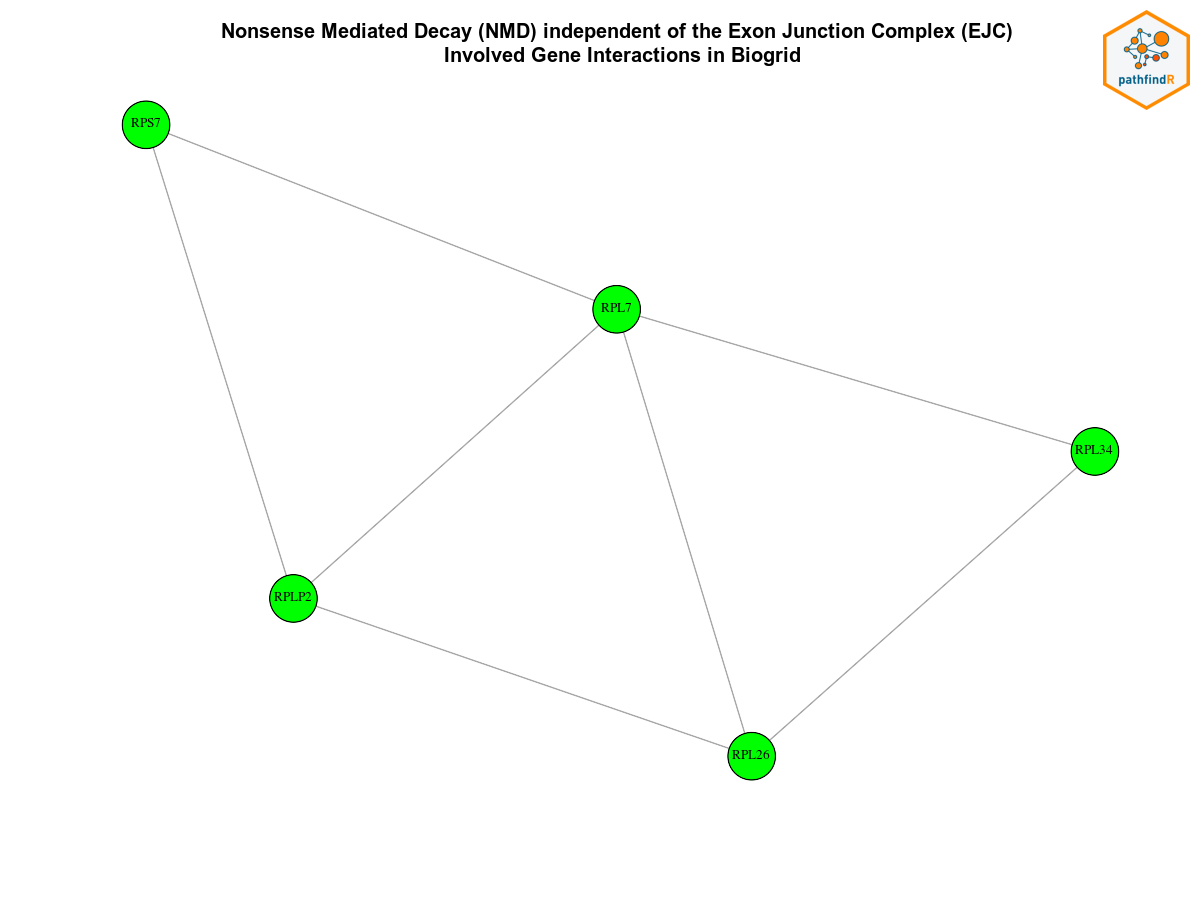 Nonsense Mediated Decay (NMD) independent of the Exon Junction Complex (EJC)
Involved Gene Interactions in Biogrid
pathfindR
RPS7
RPL7
RPL34
RPLP2
RPL26